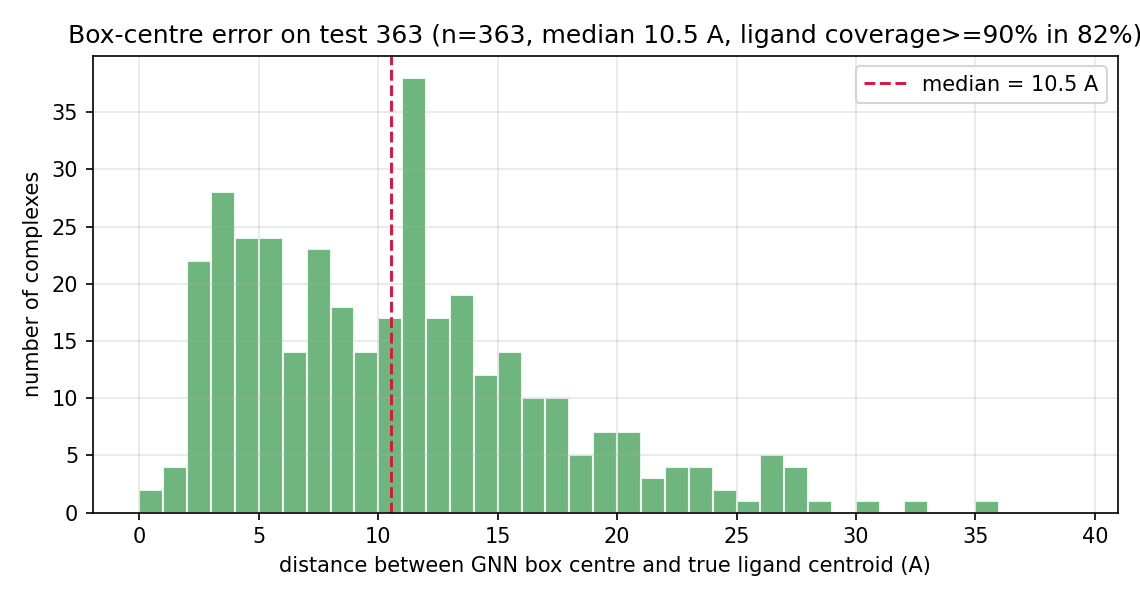 Box-centre error on test 363 (n=363, median 10.5 A, ligand coverage>=90% in 82%)
median = 10.5 A
number of complexes
35
30
25
20
15
10
5
0
0 5 10 15 20 25 30 35 40
distance between GNN box centre and true ligand centroid (A)